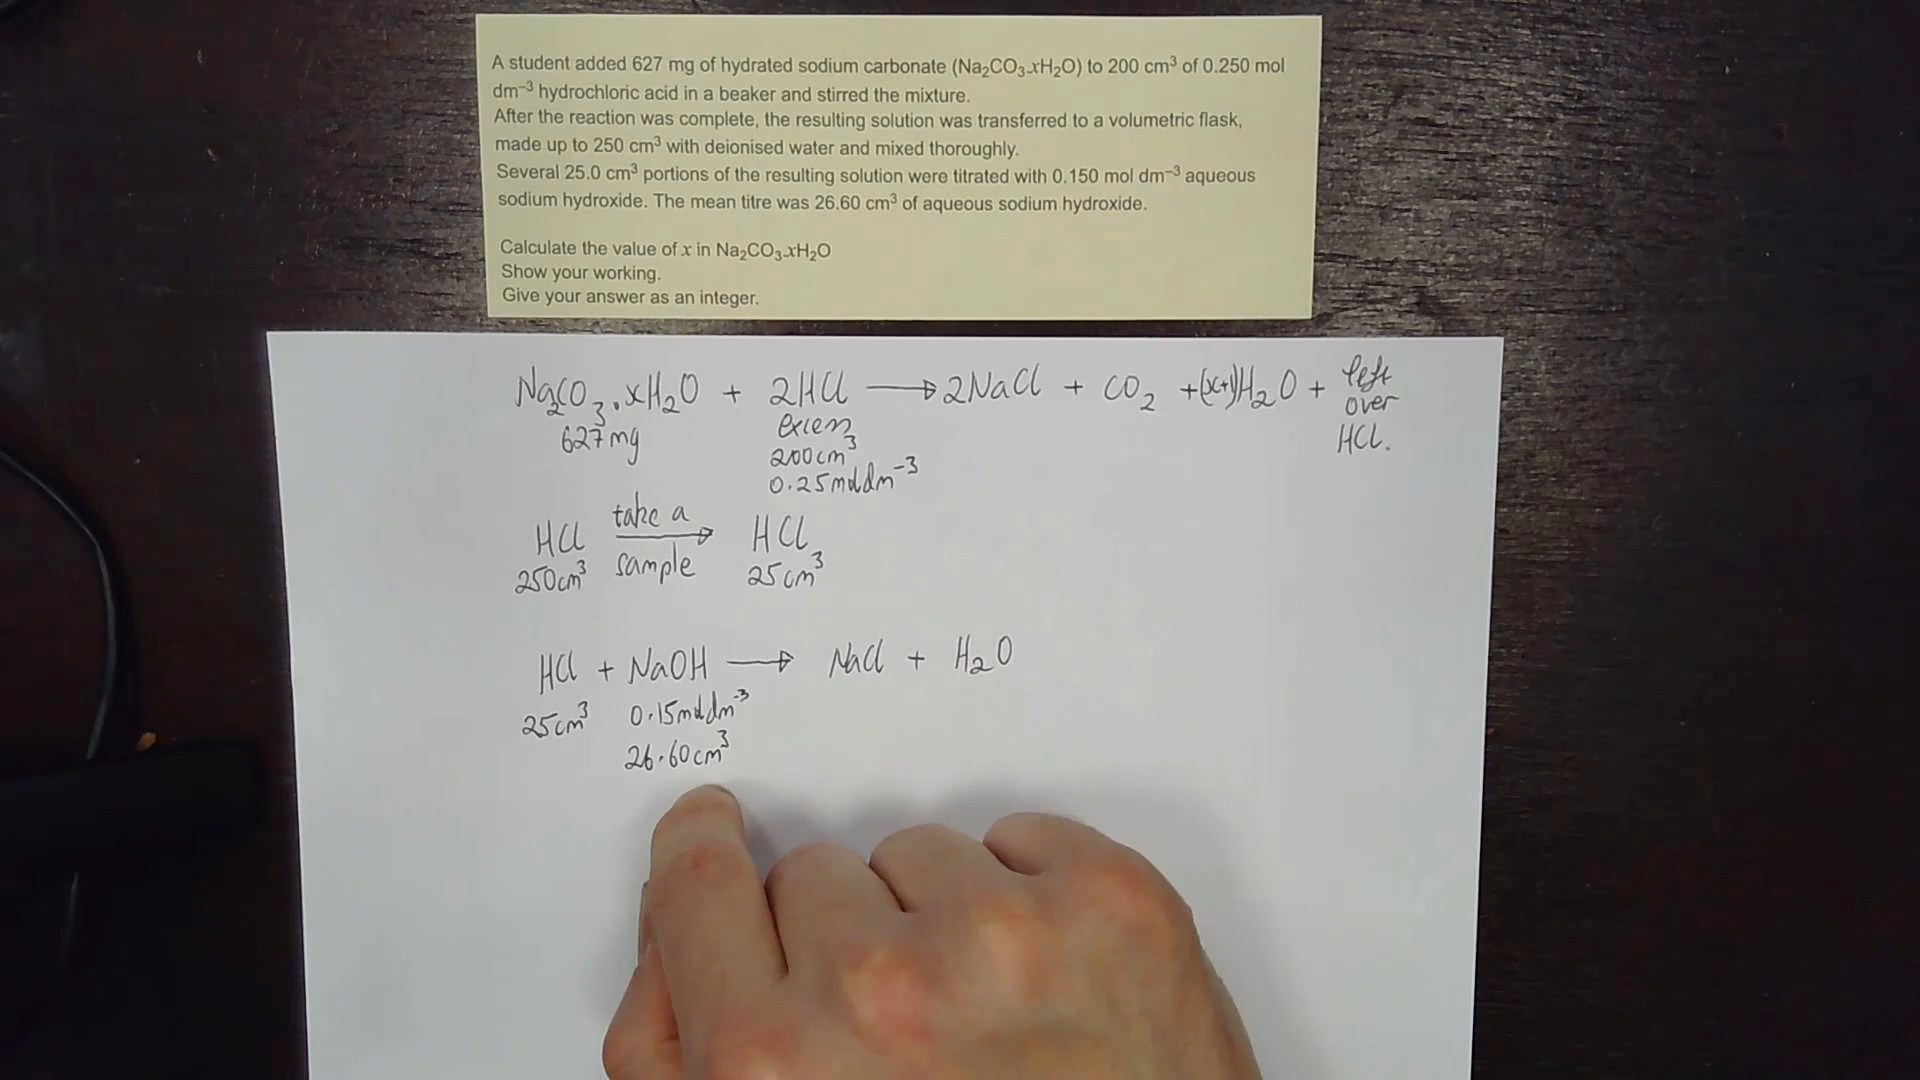 A student added 627 mg of hydrated sodium carbonate (Na₂CO₃.xH₂O) to 200 cm³ of 0.250 mol
dm⁻³ hydrochloric acid in a beaker and stirred the mixture.
After the reaction was complete, the resulting solution was transferred to a volumetric flask,
made up to 250 cm³ with deionised water and mixed thoroughly.
Several 25.0 cm³ portions of the resulting solution were titrated with 0.150 mol dm⁻³ aqueous
sodium hydroxide. The mean titre was 26.60 cm³ of aqueous sodium hydroxide.
Calculate the value of x in Na₂CO₃.xH₂O
Show your working.
Give your answer as an integer.
Na₂CO₃.xH₂O + 2HCl → 2NaCl + CO₂ + (x+1)H₂O + left over HCl.
627mg
excess
200cm³
0.25moldm⁻³
HCl take a sample → HCl
250cm³ 25cm³
HCl + NaOH → NaCl + H₂O
25cm³ 0.15moldm⁻³
26.60cm³